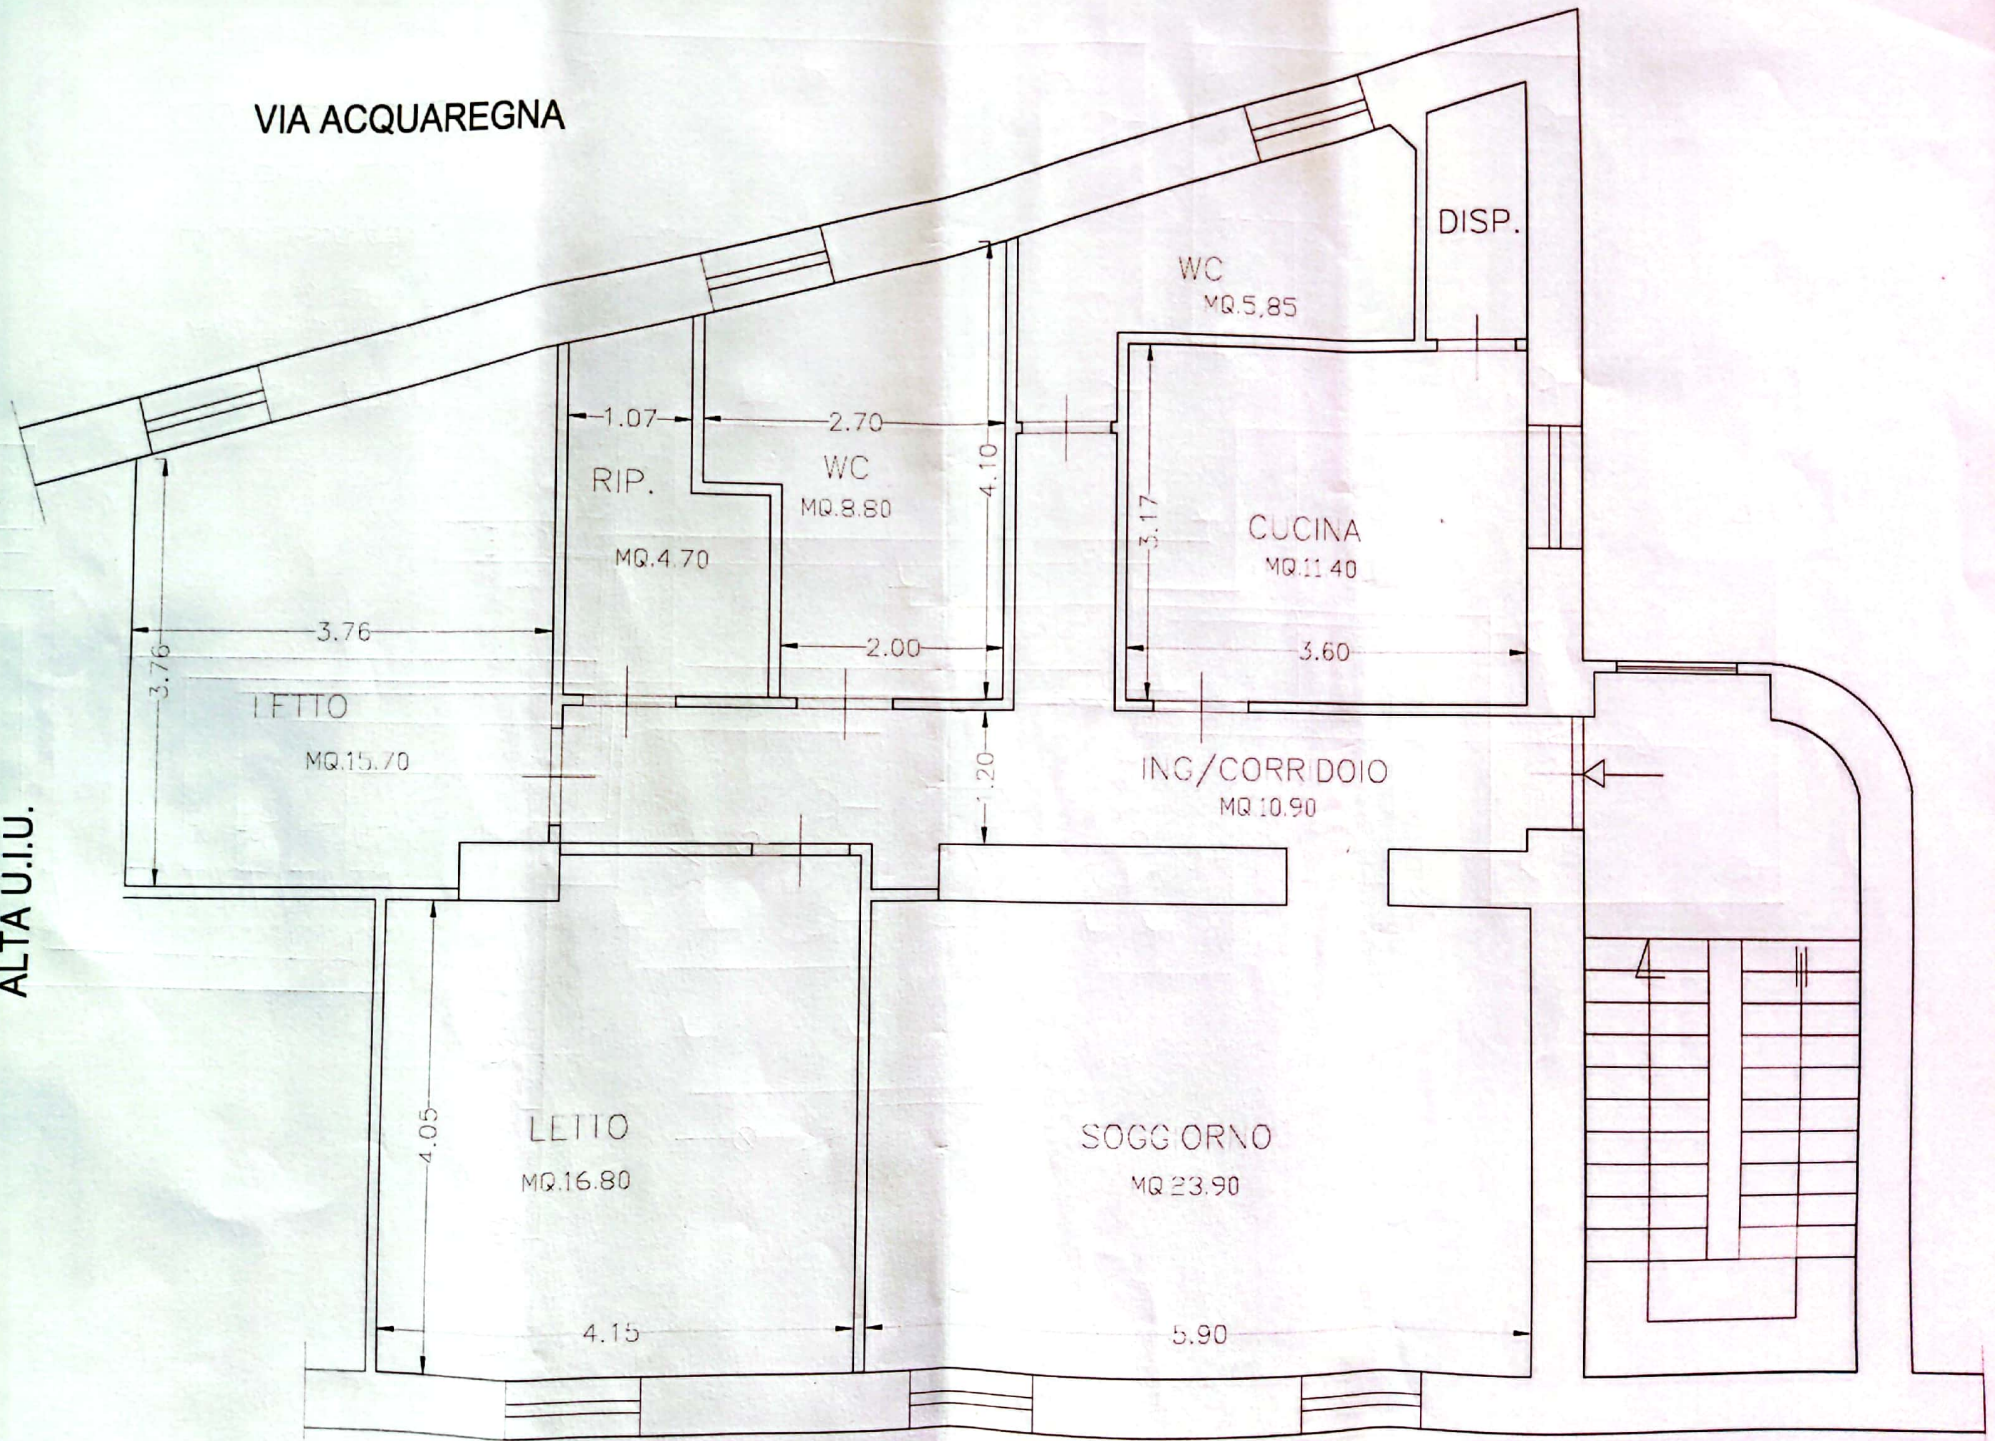 VIA ACQUAREGNA
DISP.
WC
MQ.5,85
1.07
2.70
RIP.
WC
MQ.8.80
4.10
3.17
CUCINA
MQ.11.40
MQ.4.70
3.76
3.76
2.00
3.60
LETTO
MQ.15.70
1.20
ING/CORRIDOIO
MQ.10.90
ALTA U.I.U.
4.05
LETTO
MQ.16.80
SOGGIORNO
MQ.23.90
4.15
5.90